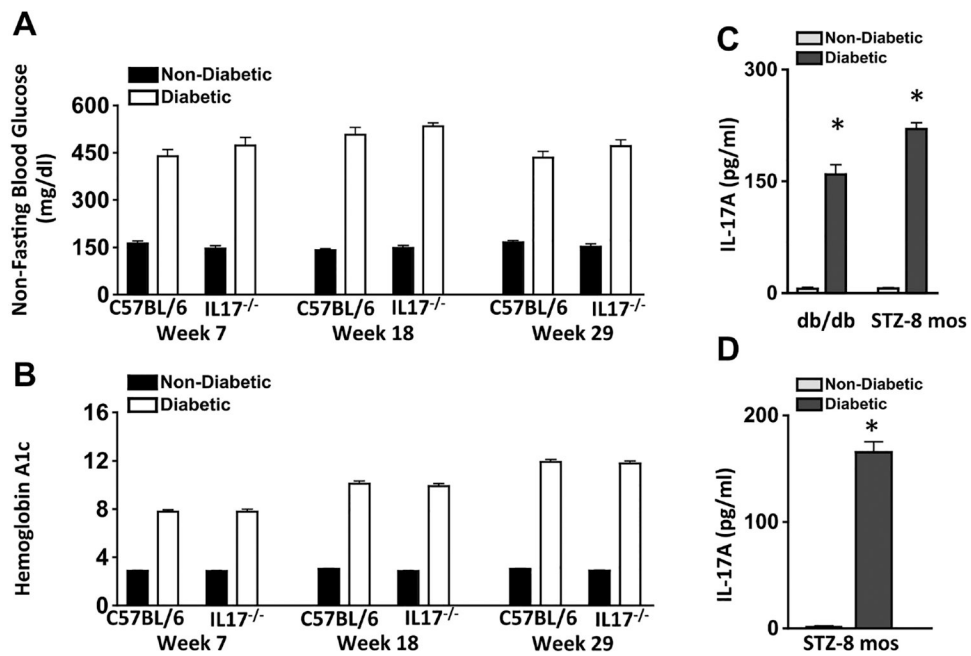 A
Non-Diabetic
Diabetic
Non-Fasting Blood Glucose
(mg/dl)
600
450
300
150
0
C57BL/6 IL17-/- C57BL/6 IL17-/- C57BL/6 IL17-/-
Week 7 Week 18 Week 29
B
Non-Diabetic
Diabetic
Hemoglobin A1c
16
12
8
4
0
C57BL/6 IL17-/- C57BL/6 IL17-/- C57BL/6 IL17-/-
Week 7 Week 18 Week 29
C
Non-Diabetic
Diabetic
IL-17A (pg/ml)
300
150
0
* *
db/db STZ-8 mos
D
Non-Diabetic
Diabetic
IL-17A (pg/ml)
200
100
0
*
STZ-8 mos